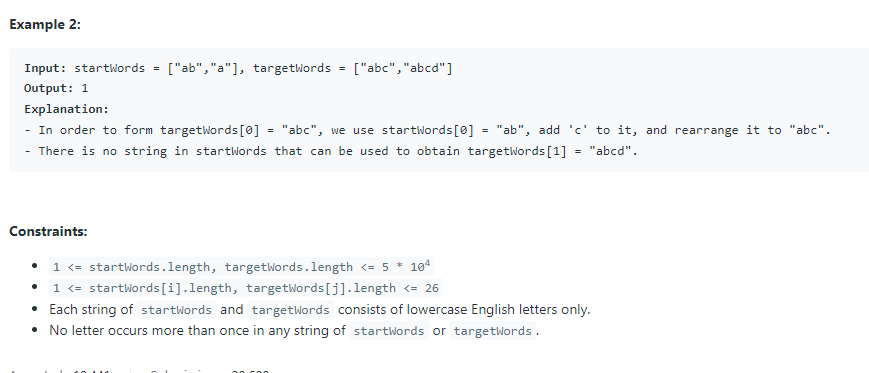 Example 2:
Input: startWords = ["ab","a"], targetWords = ["abc","abcd"]
Output: 1
Explanation:
- In order to form targetWords[0] = "abc", we use startWords[0] = "ab", add 'c' to it, and rearrange it to "abc".
- There is no string in startWords that can be used to obtain targetWords[1] = "abcd".
Constraints:
• 1 <= startWords.length, targetWords.length <= 5 * 10⁴
• 1 <= startWords[i].length, targetWords[j].length <= 26
• Each string of startWords and targetWords consists of lowercase English letters only.
• No letter occurs more than once in any string of startWords or targetWords.